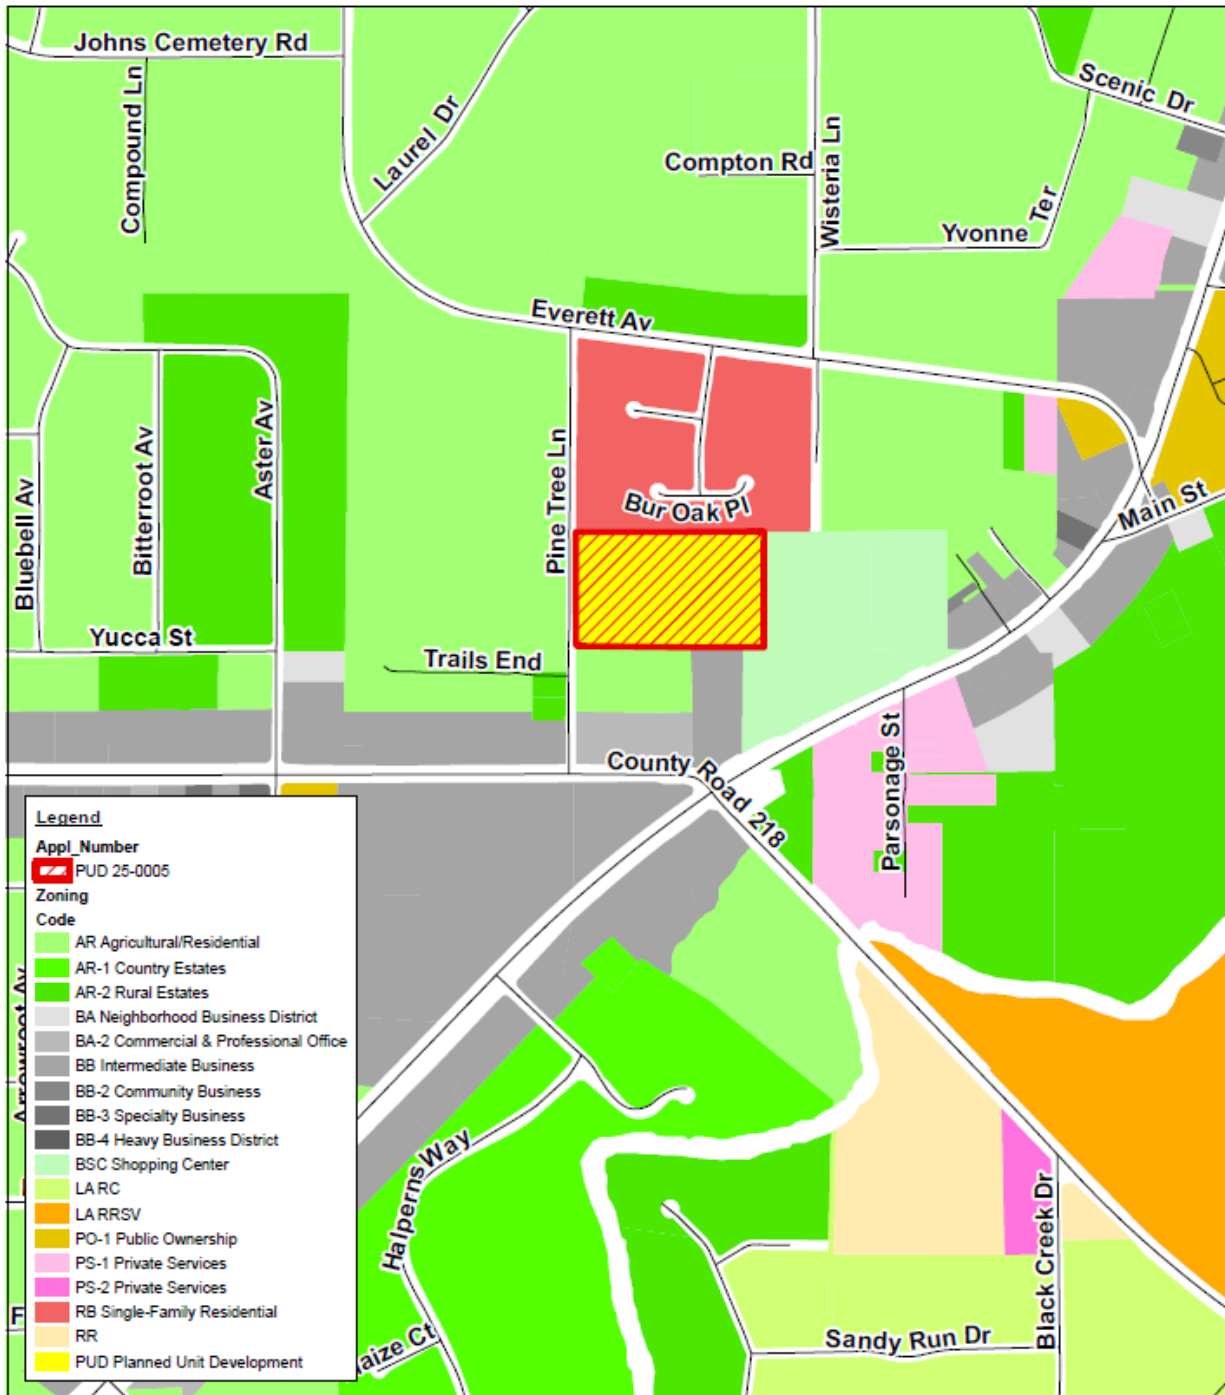 Johns Cemetery Rd
Compound Ln
Laurel Dr
Compton Rd
Wisteria Ln
Scenic Dr
Yvonne Ter
Everett Av
Pine Tree Ln
Bur Oak Pl
Bluebell Av
Bitterroot Av
Aster Av
Yucca St
Trails End
Main St
County Road 218
Parsonage St
Legend
Appl_Number
PUD 25-0005
Zoning
Code
AR Agricultural/Residential
AR-1 Country Estates
AR-2 Rural Estates
BA Neighborhood Business District
BA-2 Commercial & Professional Office
BB Intermediate Business
BB-2 Community Business
BB-3 Specialty Business
BB-4 Heavy Business District
BSC Shopping Center
LA RC
LA RRSV
PO-1 Public Ownership
PS-1 Private Services
PS-2 Private Services
RB Single-Family Residential
RR
PUD Planned Unit Development
Arrowroot Av
Halperns Way
aize Ct
Sandy Run Dr
Black Creek Dr